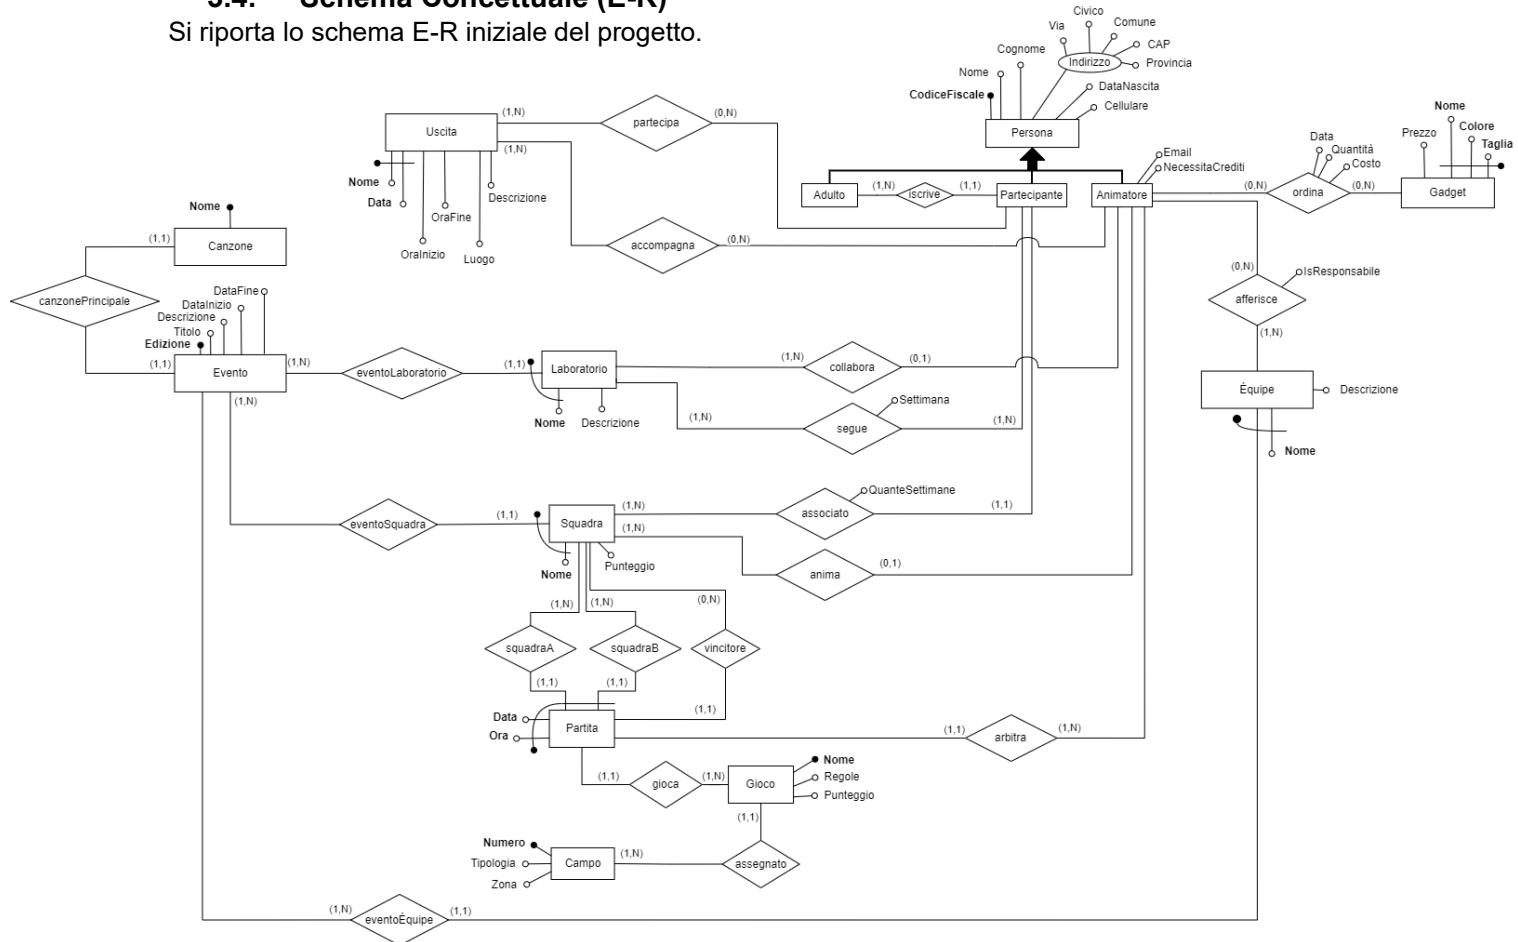 3.4. Schema Concettuale (E-R)
Si riporta lo schema E-R iniziale del progetto.
Civico
Via
Comune
CAP
Indirizzo
Provincia
Cognome
Nome
CodiceFiscale
DataNascita
Cellulare
Persona
(1,N)
partecipa
(0,N)
Uscita
(1,N)
Nome
Data
OraInizio
OraFine
Luogo
Descrizione
Adulto
(1,N)
iscrive
(1,1)
Partecipante
Animatore
Email
NecessitaCrediti
(0,N)
ordina
(0,N)
Data
Quantità
Costo
Prezzo
Nome
Colore
Taglia
Gadget
accompagna
(0,N)
Nome
Canzone
(1,1)
canzonePrincipale
(1,1)
DataFine
DataInizio
Descrizione
Titolo
Edizione
Evento
(1,N)
(1,N)
eventoLaboratorio
(1,1)
Laboratorio
Nome
Descrizione
(1,N)
collabora
(0,1)
Settimana
(1,N)
segue
(1,N)
(0,N)
IsResponsabile
afferisce
(1,N)
Équipe
Descrizione
Nome
eventoSquadra
(1,1)
Squadra
Nome
Punteggio
(1,N)
QuanteSettimane
associato
(1,1)
(1,N)
anima
(0,1)
(1,N)
(1,N)
(0,N)
squadraA
squadraB
vincitore
(1,1)
(1,1)
(1,1)
Data
Ora
Partita
(1,1)
arbitra
(1,N)
(1,1)
gioca
(1,N)
Gioco
Nome
Regole
Punteggio
(1,1)
assegnato
(1,N)
Campo
Numero
Tipologia
Zona
(1,N)
eventoÉquipe
(1,1)